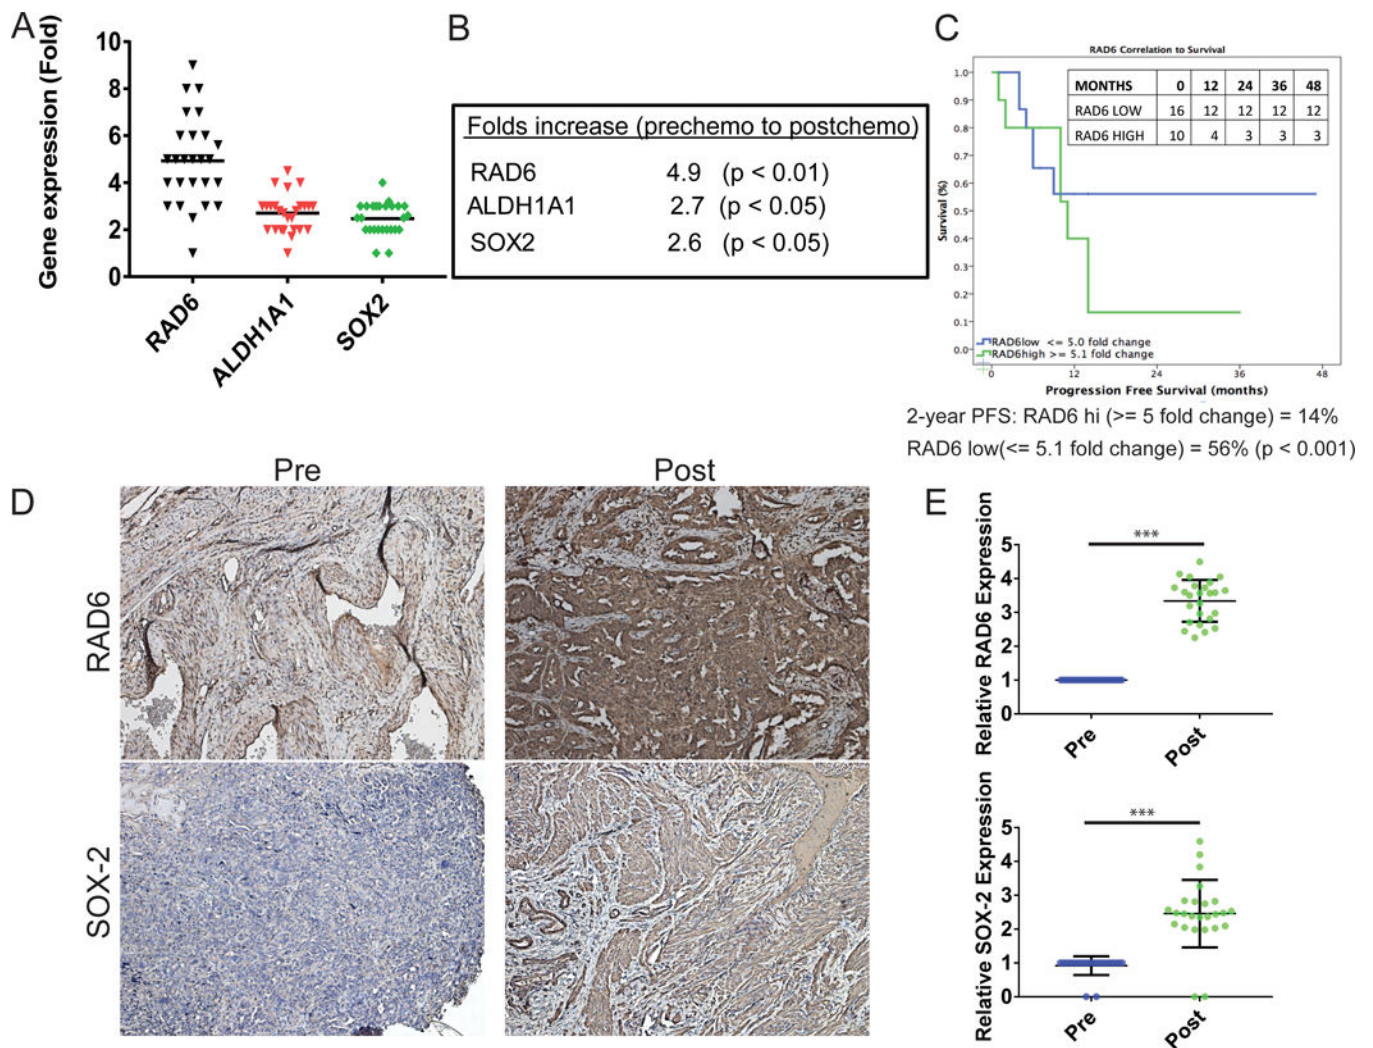 A
Gene expression (Fold)
10
8
6
4
2
0
RAD6
ALDH1A1
SOX2
B
Folds increase (prechemo to postchemo)
RAD6 4.9 (p < 0.01)
ALDH1A1 2.7 (p < 0.05)
SOX2 2.6 (p < 0.05)
C
RAD6 Correlation to Survival
MONTHS 0 12 24 36 48
RAD6 LOW 16 12 12 12 12
RAD6 HIGH 10 4 3 3 3
Survival (%)
1.0
0.9
0.8
0.7
0.6
0.5
0.4
0.3
0.2
0.1
0.0
RAD6low <= 5.0 fold change
RAD6high >= 5.1 fold change
0 12 24 36 48
Progression Free Survival (months)
2-year PFS: RAD6 hi (>= 5 fold change) = 14%
RAD6 low(<= 5.1 fold change) = 56% (p < 0.001)
D
Pre Post
RAD6
SOX-2
E
Relative RAD6 Expression
5
4
3
2
1
0
***
Pre Post
Relative SOX-2 Expression
5
4
3
2
1
0
***
Pre Post